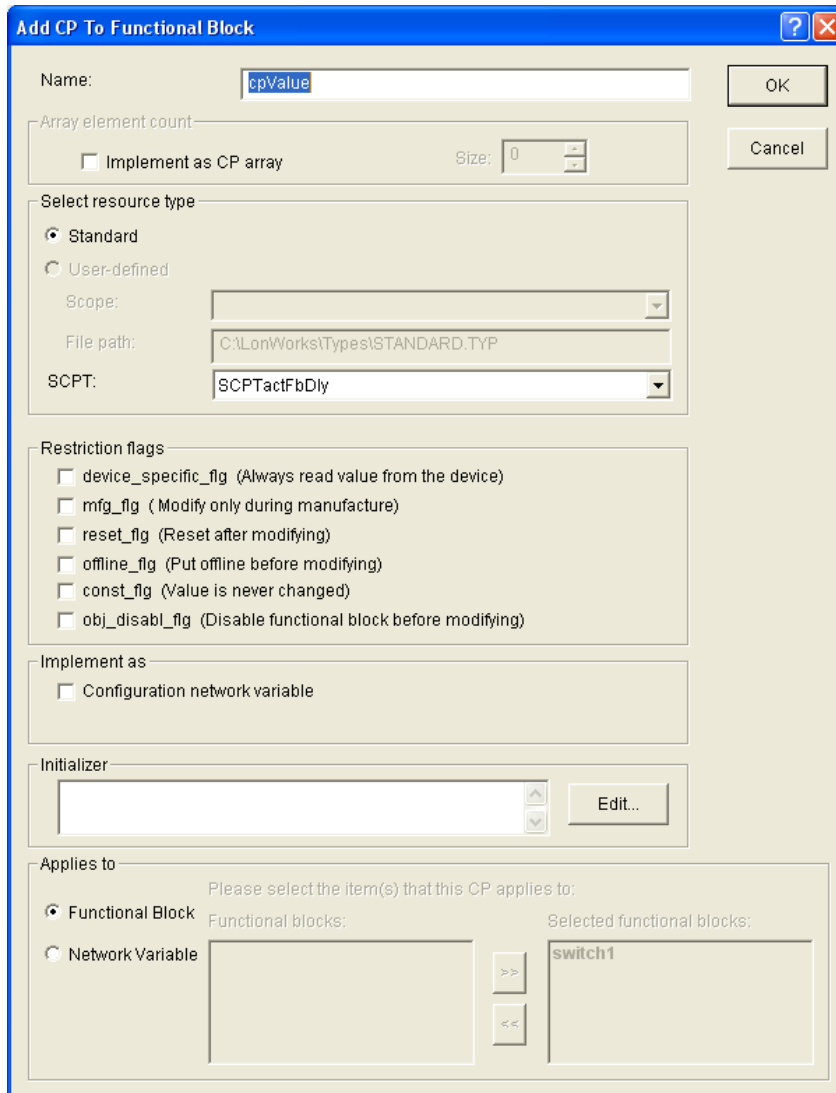 Add CP To Functional Block
Name: cpValue
OK
Array element count
Implement as CP array Size: 0
Cancel
Select resource type
Standard
User-defined
Scope:
File path: C:\LonWorks\Types\STANDARD.TYP
SCPT: SCPTactFbDly
Restriction flags
device_specific_flg (Always read value from the device)
mfg_flg ( Modify only during manufacture)
reset_flg (Reset after modifying)
offline_flg (Put offline before modifying)
const_flg (Value is never changed)
obj_disabl_flg (Disable functional block before modifying)
Implement as
Configuration network variable
Initializer
Edit...
Applies to
Please select the item(s) that this CP applies to:
Functional Block Functional blocks: Selected functional blocks:
Network Variable switch1
>>
<<